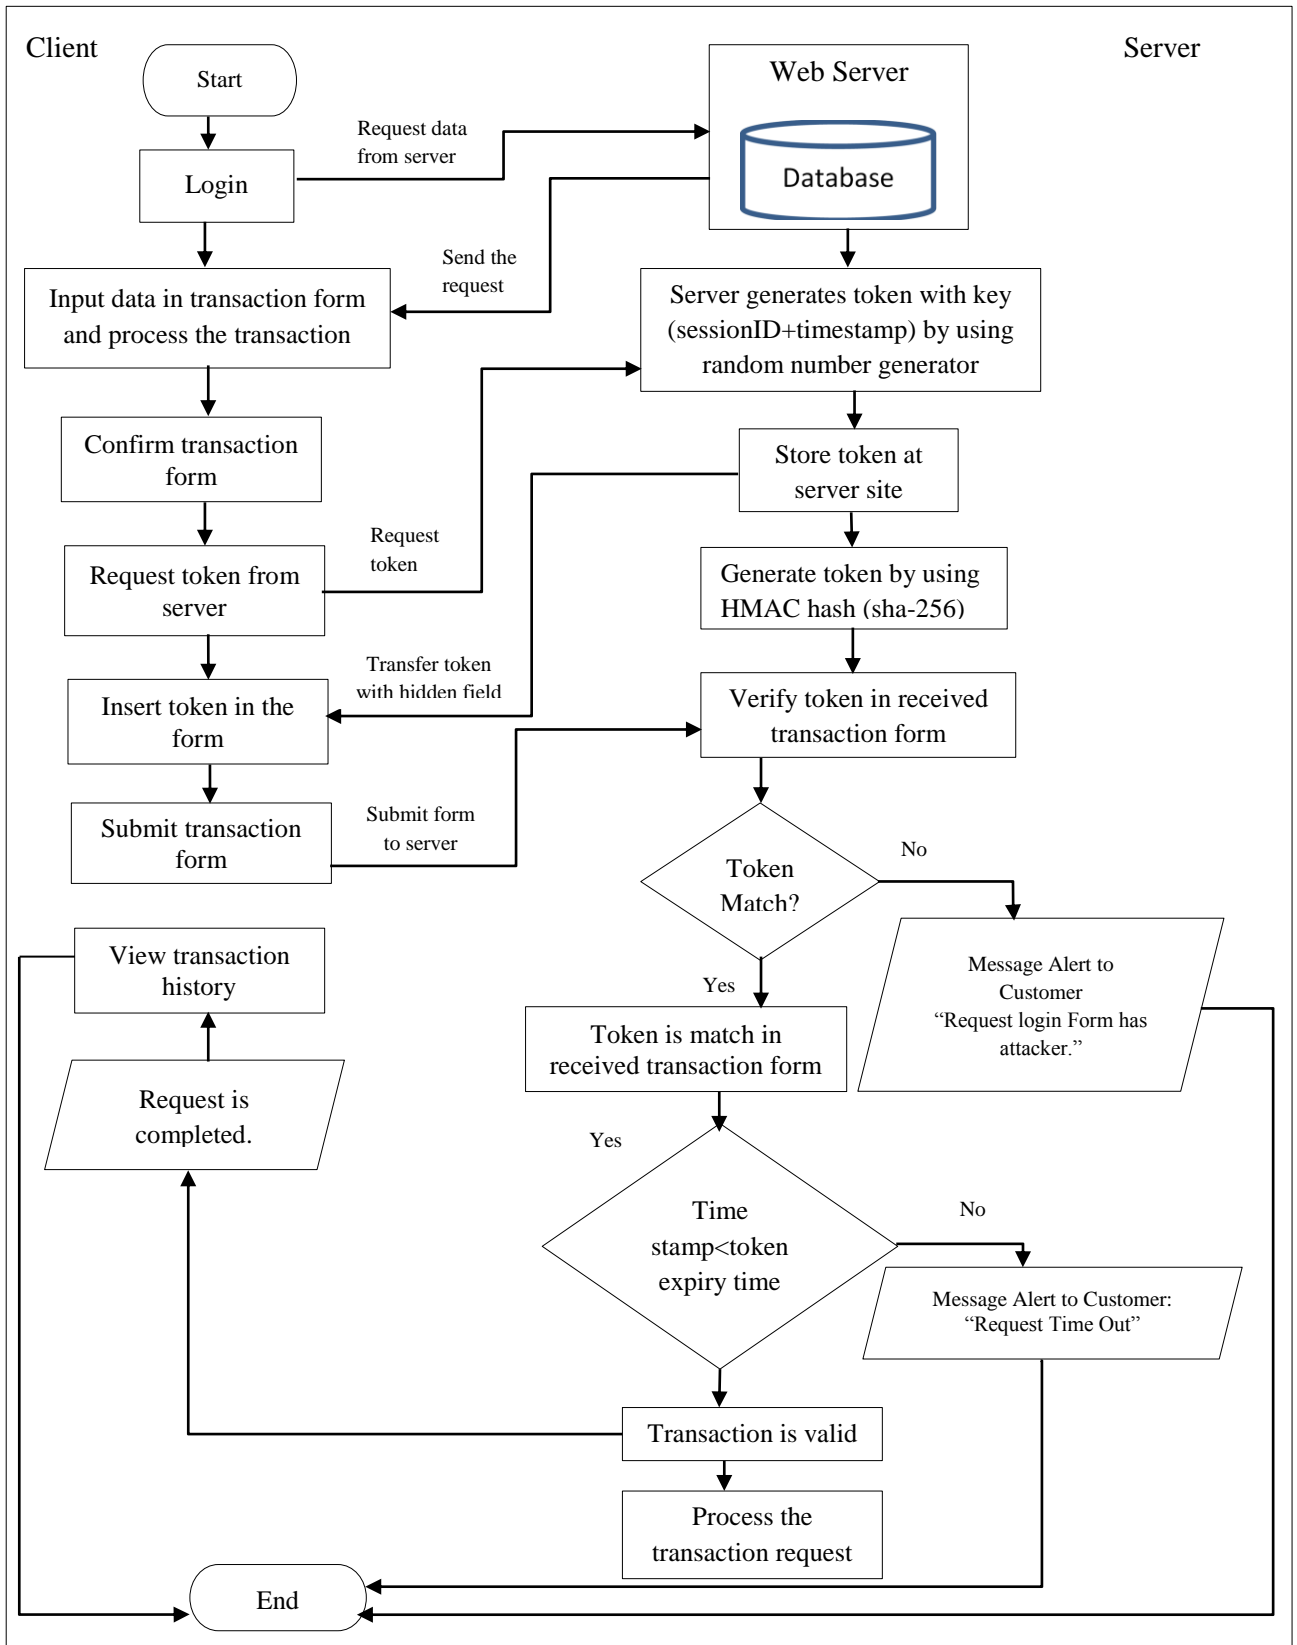 Client
Server
Start
Web Server
Database
Request data
from server
Login
Send the
request
Input data in transaction form
and process the transaction
Server generates token with key
(sessionID+timestamp) by using
random number generator
Confirm transaction
form
Store token at
server site
Request
token
Request token from
server
Generate token by using
HMAC hash (sha-256)
Transfer token
with hidden field
Insert token in the
form
Verify token in received
transaction form
Submit transaction
form
Submit form
to server
Token
Match?
No
View transaction
history
Message Alert to
Customer
“Request login Form has
attacker.”
Yes
Token is match in
received transaction form
Request is
completed.
Yes
Time
stamp<token
expiry time
No
Message Alert to Customer:
“Request Time Out”
Transaction is valid
Process the
transaction request
End